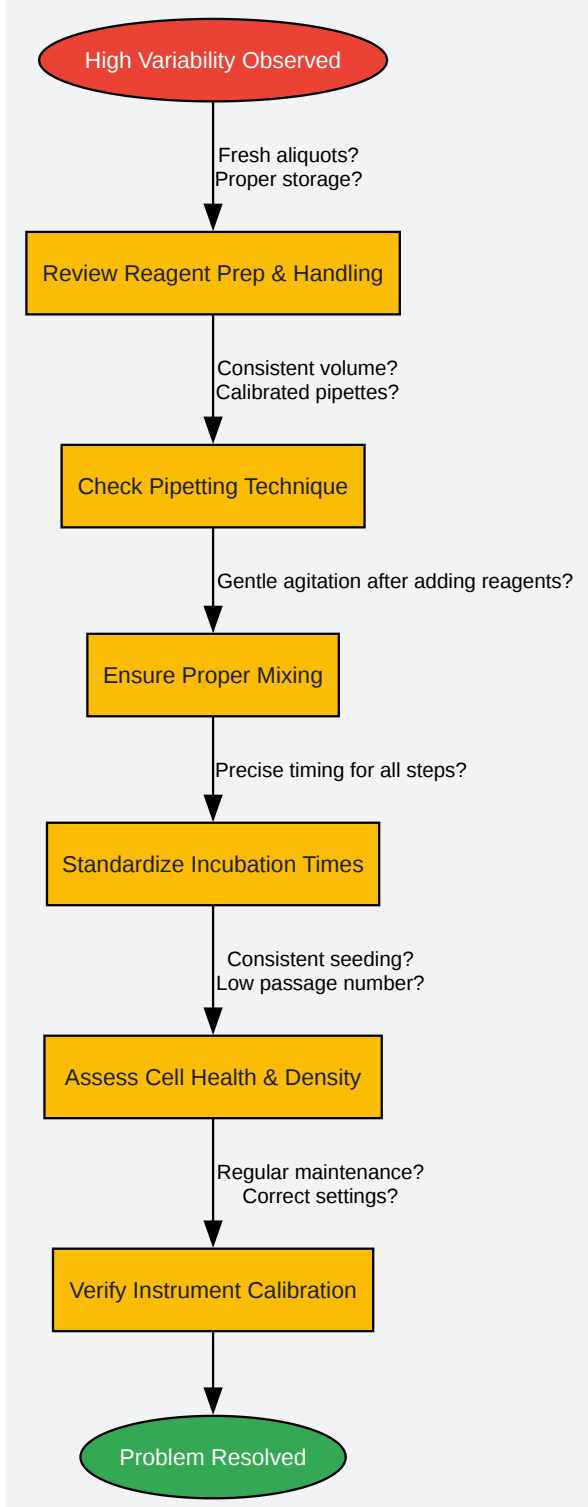 High Variability Observed
Fresh aliquots?
Proper storage?
Review Reagent Prep & Handling
Consistent volume?
Calibrated pipettes?
Check Pipetting Technique
Gentle agitation after adding reagents?
Ensure Proper Mixing
Precise timing for all steps?
Standardize Incubation Times
Consistent seeding?
Low passage number?
Assess Cell Health & Density
Regular maintenance?
Correct settings?
Verify Instrument Calibration
Problem Resolved